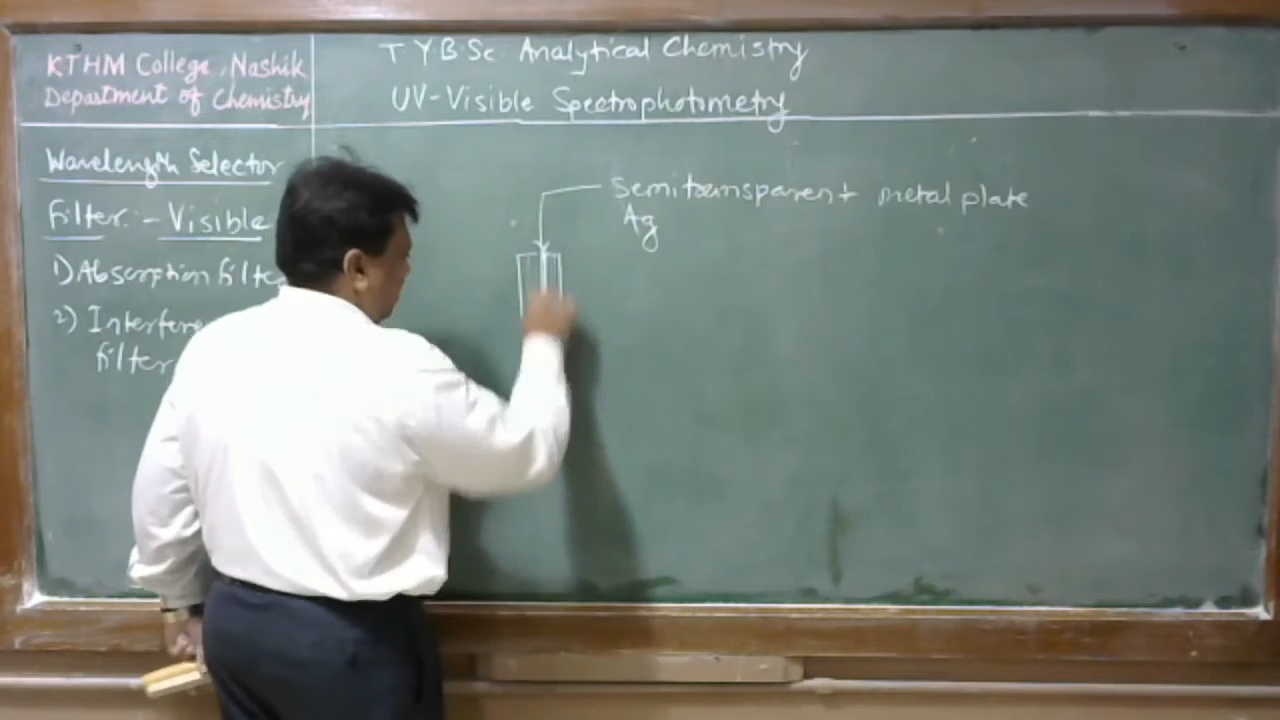 KTHM College, Nashik
Department of Chemistry
T Y B Sc. Analytical Chemistry
UV-Visible Spectrophotometry
Wavelength Selector
Filter: - Visible
1) Absorption filte
2) Interfere
filter
Semitransparent metal plate
Ag